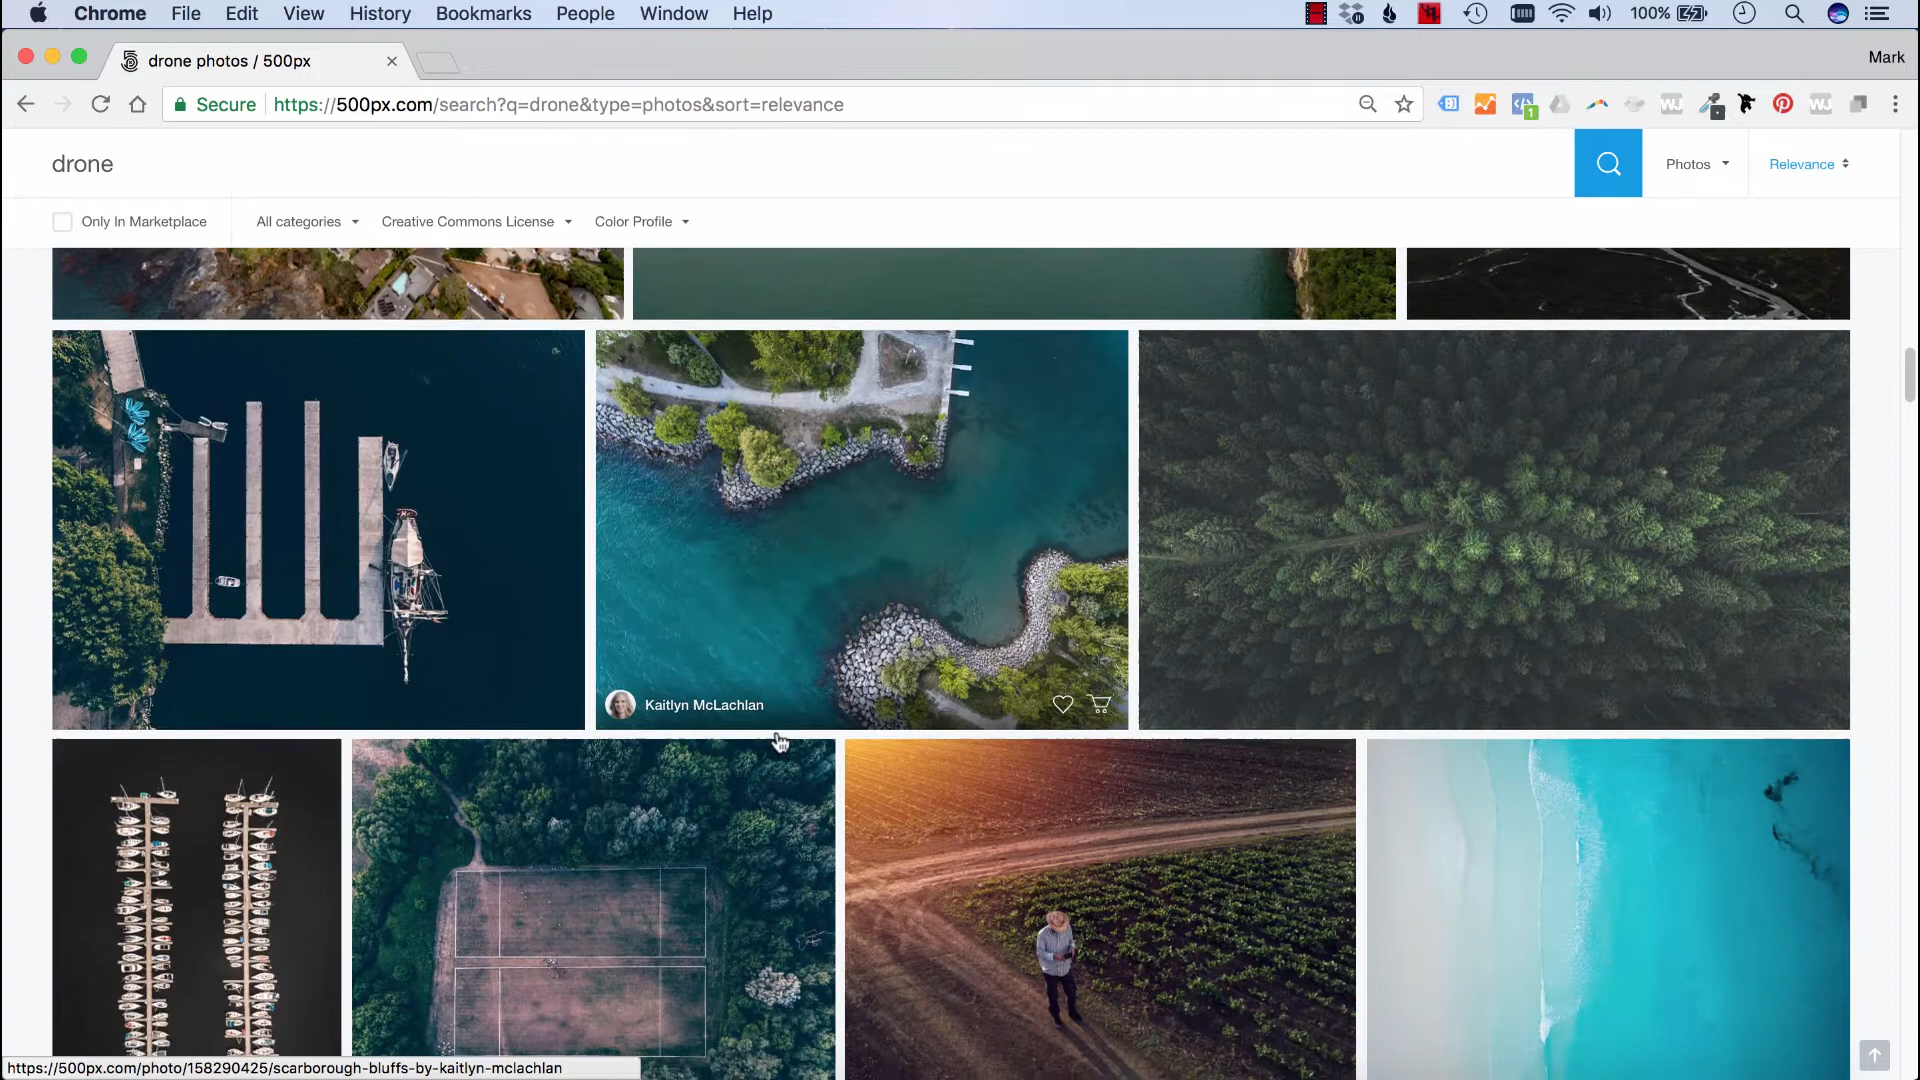 Chrome File Edit View History Bookmarks People Window Help 100%
drone photos / 500px
Mark
Secure https://500px.com/search?q=drone&type=photos&sort=relevance
drone
Photos
Relevance
Only In Marketplace
All categories
Creative Commons License
Color Profile
Kaitlyn McLachlan
https://500px.com/photo/158290425/scarborough-bluffs-by-kaitlyn-mclachlan